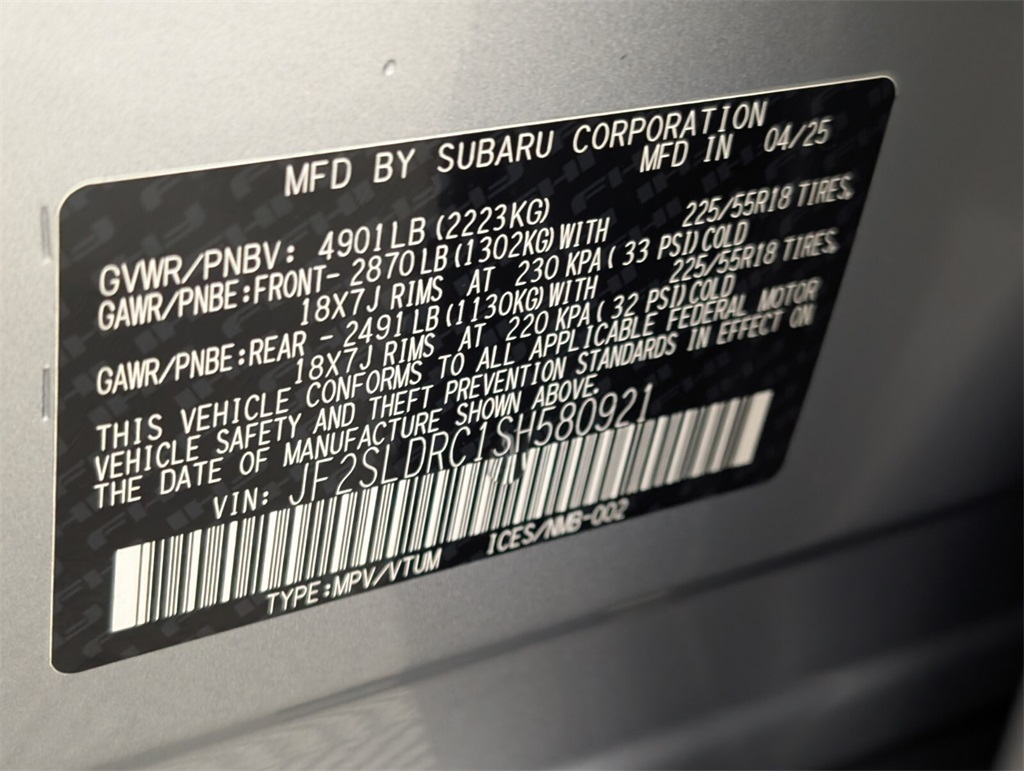 MFD BY SUBARU CORPORATION
MFD IN 04/25
GVWR/PNBV: 4901LB(2223KG)
GAWR/PNBE:FRONT- 2870LB(1302KG)WITH 225/55R18 TIRES,
18X7J RIMS AT 230 KPA( 33 PSI)COLD
GAWR/PNBE:REAR - 2491LB(1130KG)WITH 225/55R18 TIRES,
18X7J RIMS AT 220 KPA( 32 PSI)COLD
THIS VEHICLE CONFORMS TO ALL APPLICABLE FEDERAL MOTOR
VEHICLE SAFETY AND THEFT PREVENTION STANDARDS IN EFFECT ON
THE DATE OF MANUFACTURE SHOWN ABOVE.
VIN: JF2SLDRC1SH580921
TYPE:MPV/VTUM ICES/NMB-002